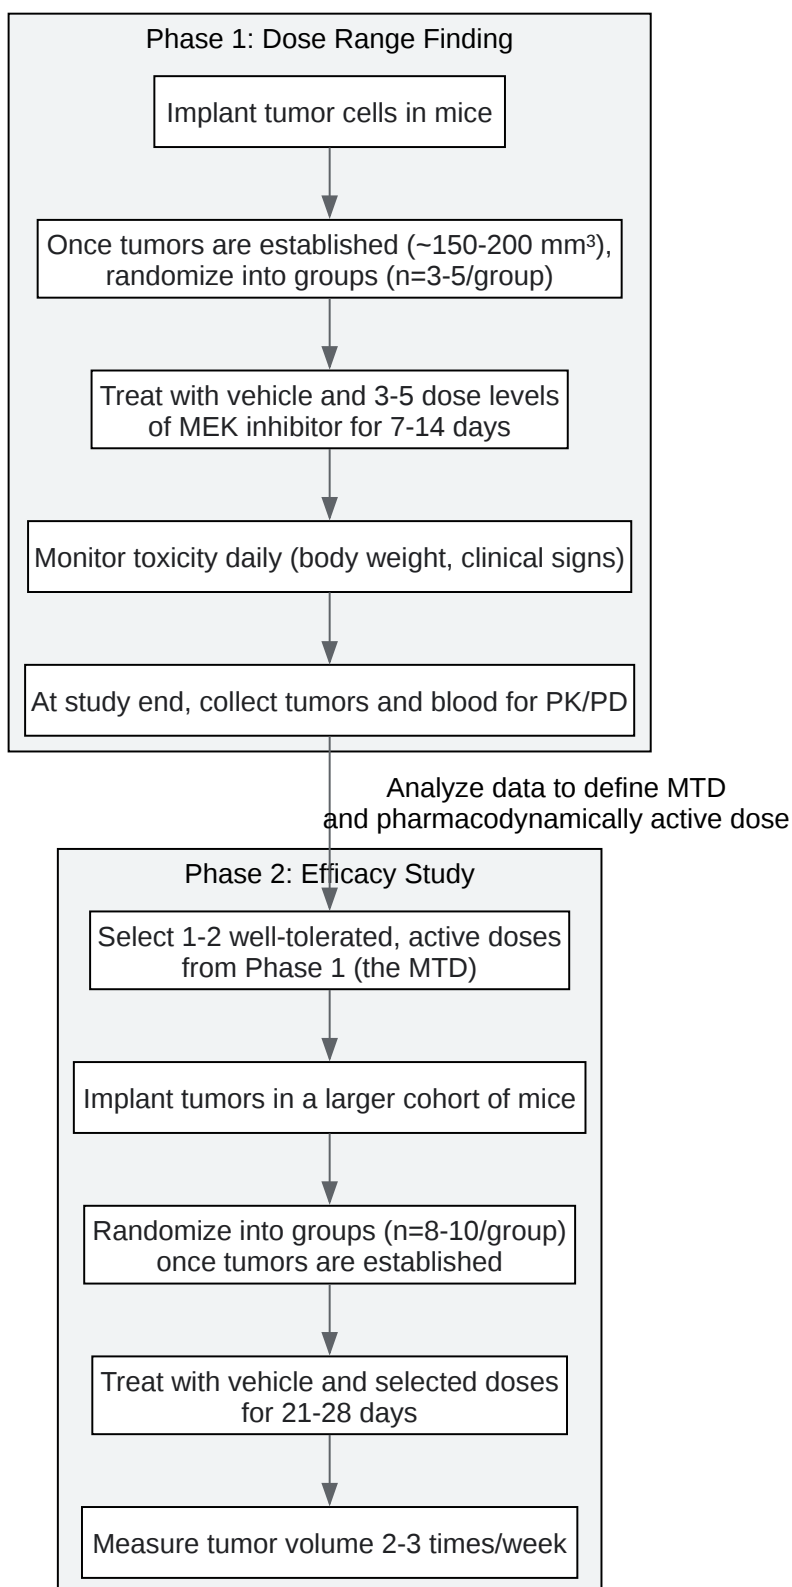 Phase 1: Dose Range Finding
Implant tumor cells in mice
Once tumors are established (~150-200 mm³),
randomize into groups (n=3-5/group)
Treat with vehicle and 3-5 dose levels
of MEK inhibitor for 7-14 days
Monitor toxicity daily (body weight, clinical signs)
At study end, collect tumors and blood for PK/PD
Analyze data to define MTD
and pharmacodynamically active dose
Phase 2: Efficacy Study
Select 1-2 well-tolerated, active doses
from Phase 1 (the MTD)
Implant tumors in a larger cohort of mice
Randomize into groups (n=8-10/group)
once tumors are established
Treat with vehicle and selected doses
for 21-28 days
Measure tumor volume 2-3 times/week